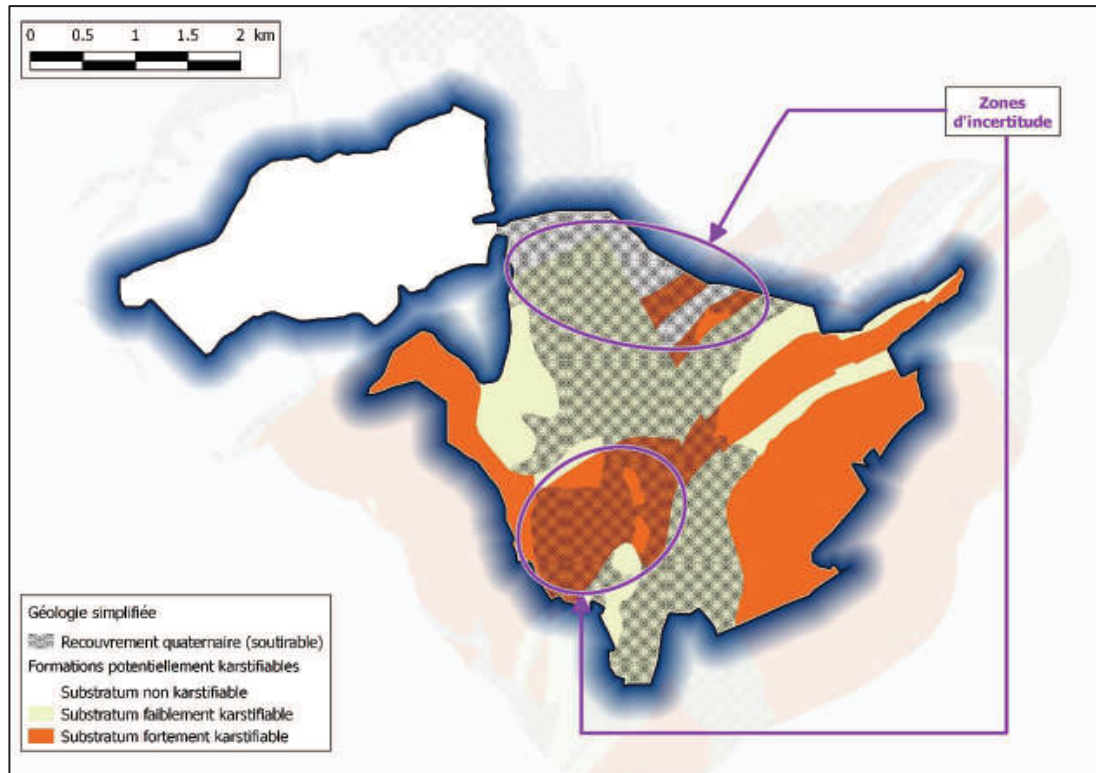 0 0.5 1 1.5 2 km
Zones
d'incertitude
Géologie simplifiée
Recouvrement quaternaire (soutirable)
Formations potentiellement karstifiables
Substratum non karstifiable
Substratum faiblement karstifiable
Substratum fortement karstifiable